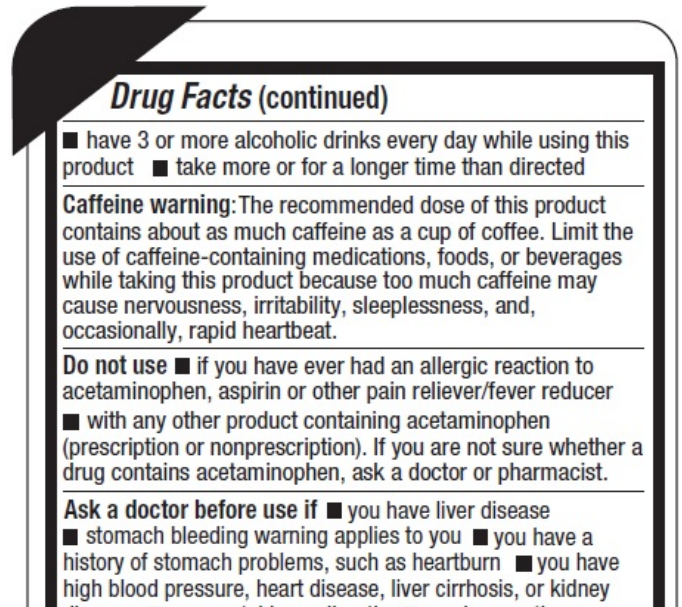 Drug Facts (continued)
■ have 3 or more alcoholic drinks every day while using this
product ■ take more or for a longer time than directed
Caffeine warning: The recommended dose of this product
contains about as much caffeine as a cup of coffee. Limit the
use of caffeine-containing medications, foods, or beverages
while taking this product because too much caffeine may
cause nervousness, irritability, sleeplessness, and,
occasionally, rapid heartbeat.
Do not use ■ if you have ever had an allergic reaction to
acetaminophen, aspirin or other pain reliever/fever reducer
■ with any other product containing acetaminophen
(prescription or nonprescription). If you are not sure whether a
drug contains acetaminophen, ask a doctor or pharmacist.
Ask a doctor before use if ■ you have liver disease
■ stomach bleeding warning applies to you ■ you have a
history of stomach problems, such as heartburn ■ you have
high blood pressure, heart disease, liver cirrhosis, or kidney